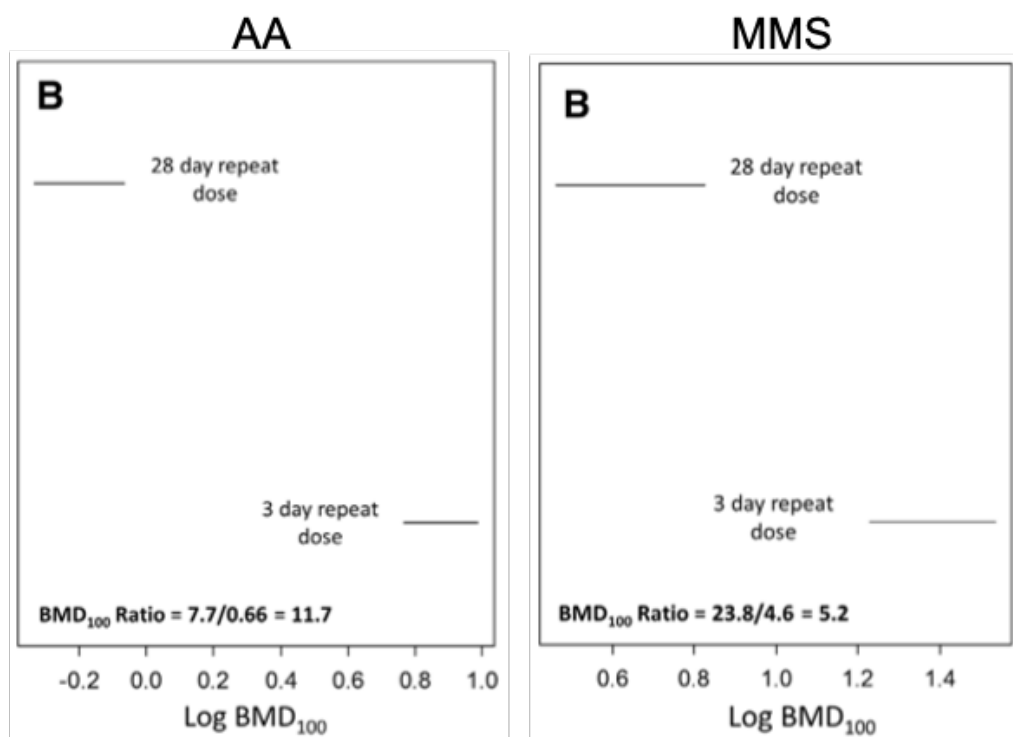 AA
B
28 day repeat
dose
3 day repeat
dose
BMD100 Ratio = 7.7/0.66 = 11.7
-0.2 0.0 0.2 0.4 0.6 0.8 1.0
Log BMD100
MMS
B
28 day repeat
dose
3 day repeat
dose
BMD100 Ratio = 23.8/4.6 = 5.2
0.6 0.8 1.0 1.2 1.4
Log BMD100